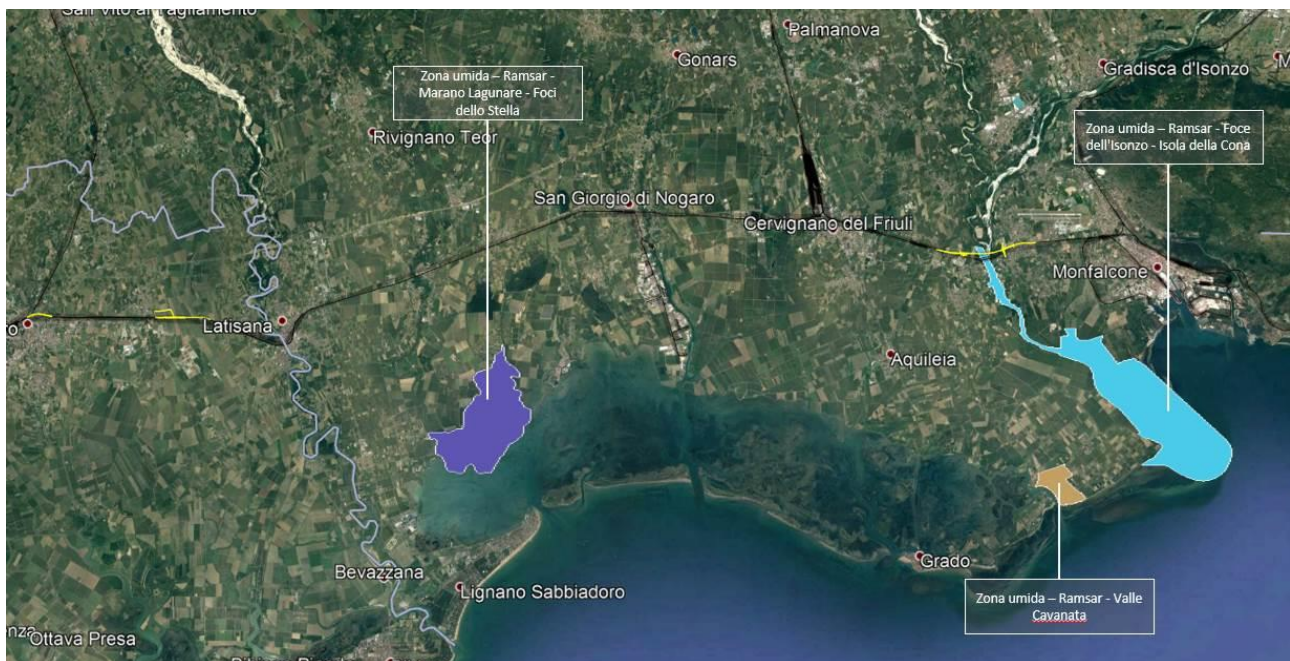 San Vito al Tagliamento
Palmanova
Gonars
Gradisca d'Isonzo
M
Zona umida – Ramsar -
Marano Lagunare - Foci
dello Stella
Zona umida – Ramsar - Foce
dell'Isonzo - Isola della Cona
Rivignano Teor
San Giorgio di Nogaro
Cervignano del Friuli
Monfalcone
o
Latisana
Aquileia
Grado
Bevazzana
Lignano Sabbiadoro
Zona umida – Ramsar - Valle
Cavanata
enza
Ottava Presa